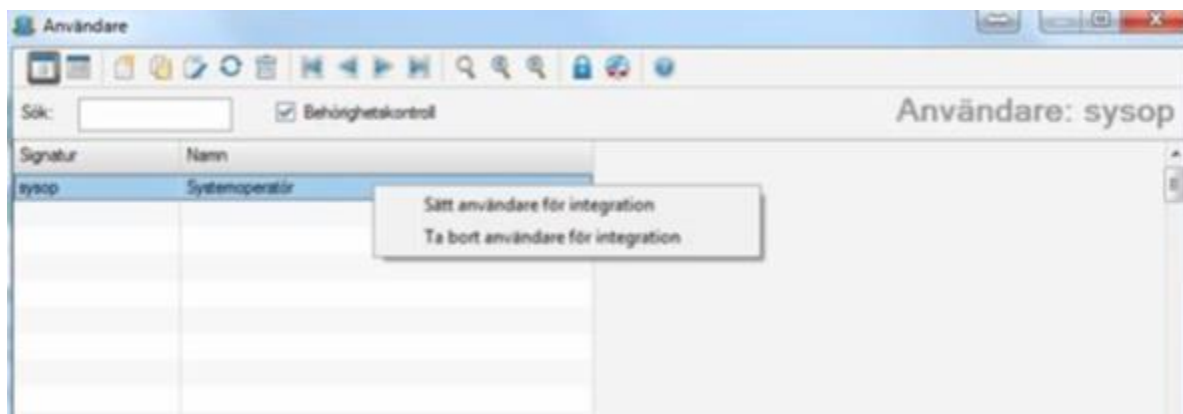 Användare
Sök:
Behörighetskontroll
Användare: sysop
Signatur Namn
sysop Systemoperatör
Sätt användare för integration
Ta bort användare för integration